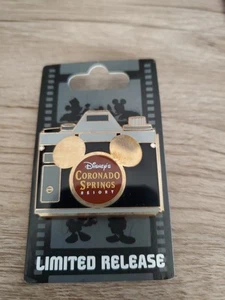 Disney's
CORONADO
SPRINGS
RESORT
LIMITED RELEASE